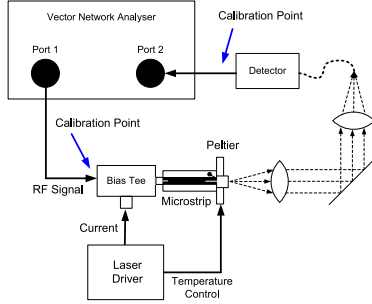 Vector Network Analyser
Port 1
Port 2
Calibration Point
Detector
Calibration Point
Peltier
Bias Tee
RF Signal
Microstrip
Current
Laser
Driver
Temperature
Control